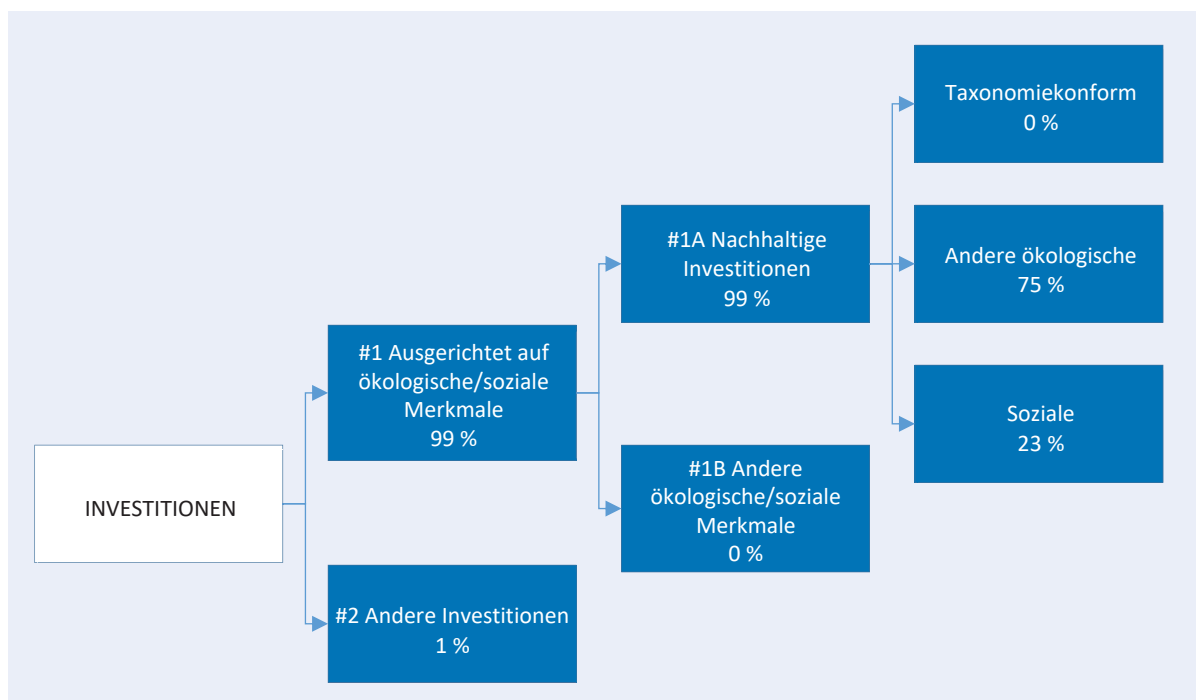 INVESTITIONEN
#1 Ausgerichtet auf
ökologische/soziale
Merkmale
99 %
#2 Andere Investitionen
1 %
#1A Nachhaltige
Investitionen
99 %
#1B Andere
ökologische/soziale
Merkmale
0 %
Taxonomiekonform
0 %
Andere ökologische
75 %
Soziale
23 %